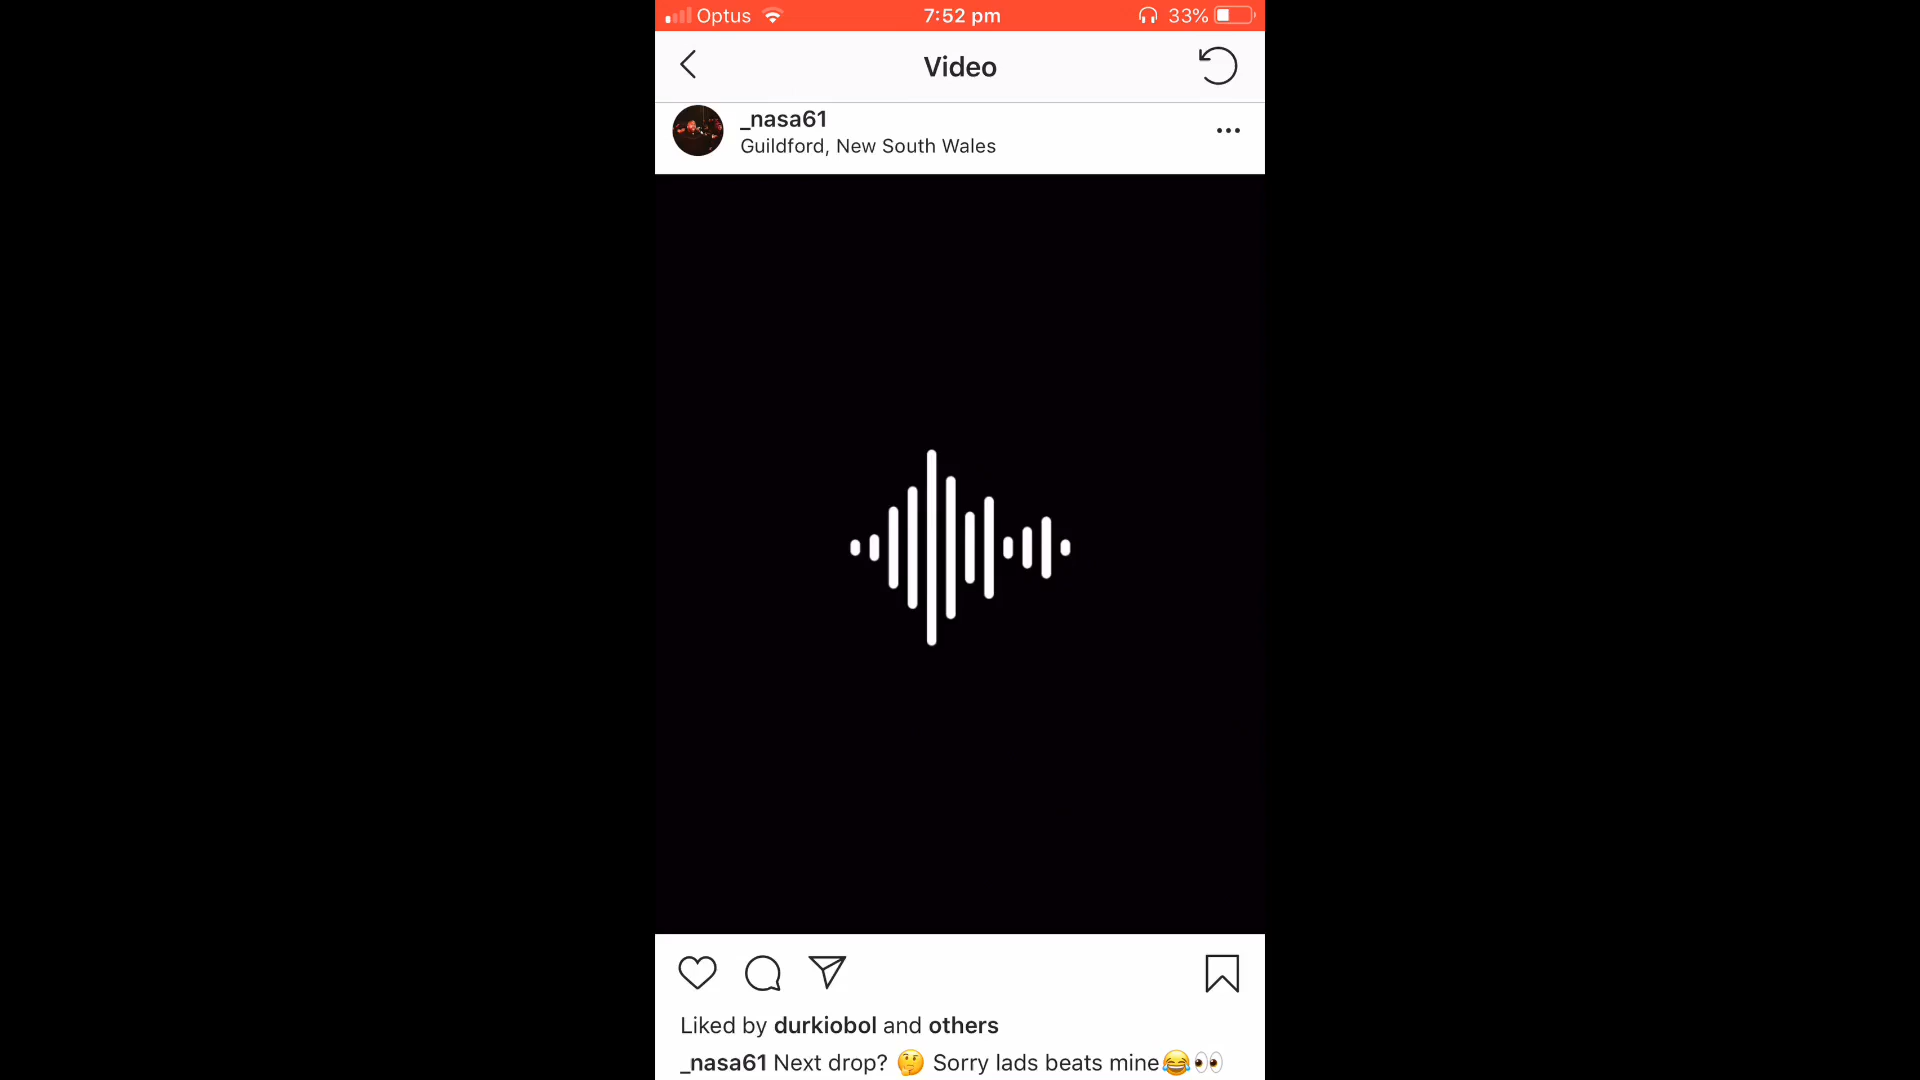 Optus 7:52 pm 33%
Video
_nasa61
Guildford, New South Wales
Liked by durkiobol and others
_nasa61 Next drop? 🤔 Sorry lads beats mine😂👀